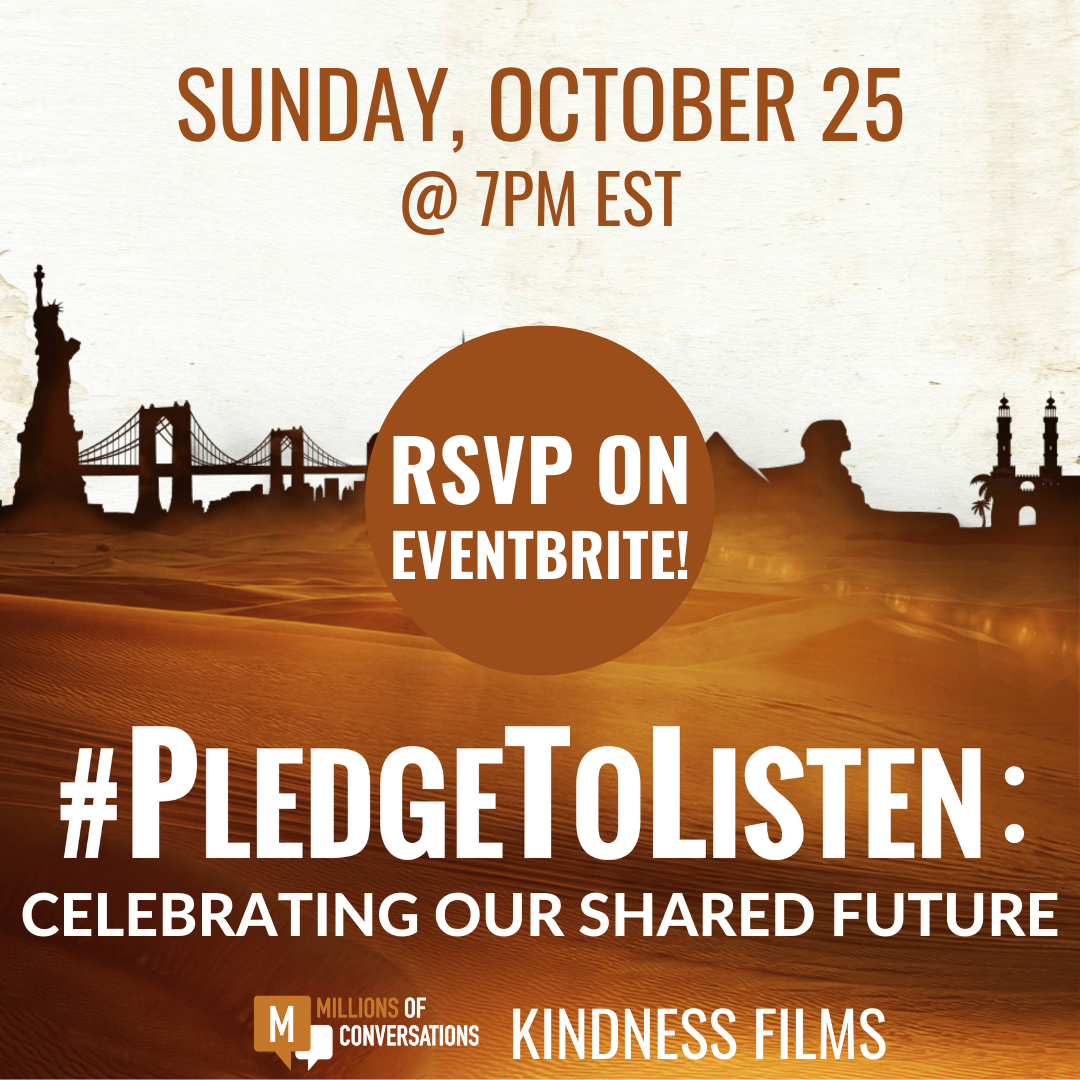 SUNDAY, OCTOBER 25
@ 7PM EST
RSVP ON
EVENTBRITE!
#PLEDGETOLISTEN:
CELEBRATING OUR SHARED FUTURE
M
MILLIONS OF
CONVERSATIONS
KINDNESS FILMS